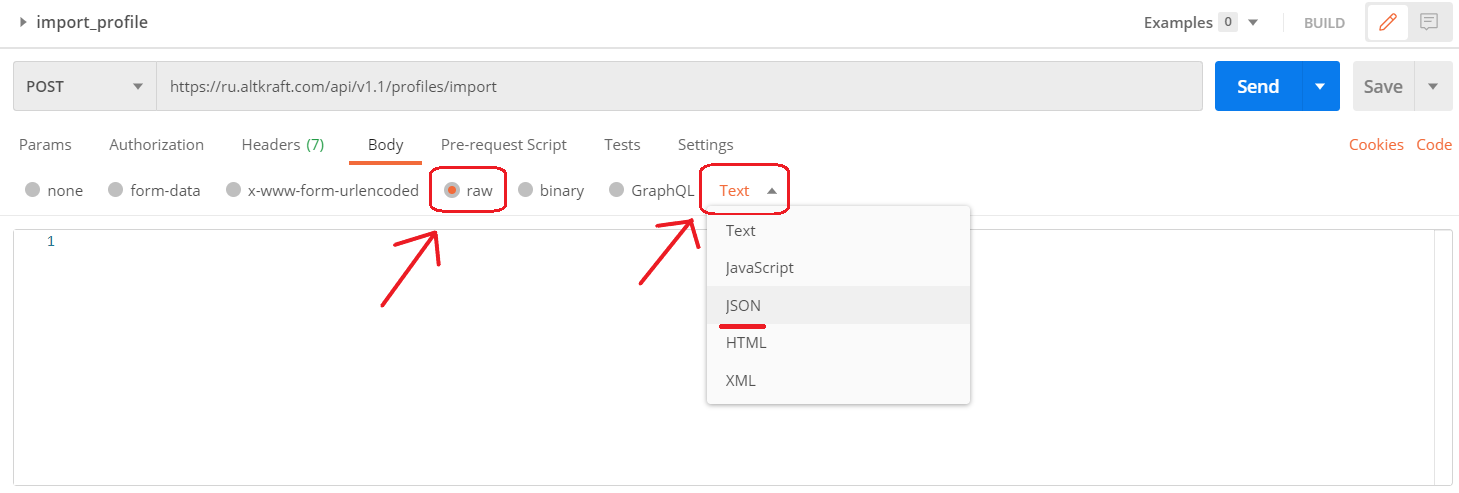 import_profile Examples 0 BUILD
POST https://ru.altkraft.com/api/v1.1/profiles/import Send Save
Params Authorization Headers (7) Body Pre-request Script Tests Settings Cookies Code
none form-data x-www-form-urlencoded raw binary GraphQL Text
Text
1
JavaScript
JSON
HTML
XML